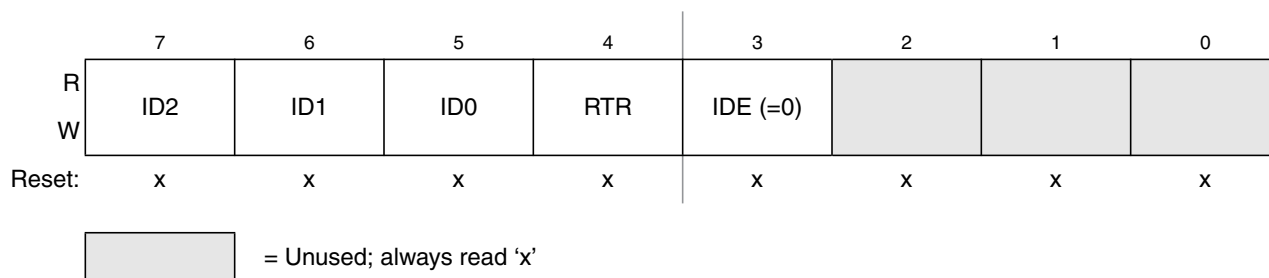 7 6 5 4 3 2 1 0
R
W
ID2 ID1 ID0 RTR IDE (=0)
Reset: x x x x x x x x
= Unused; always read ‘x’